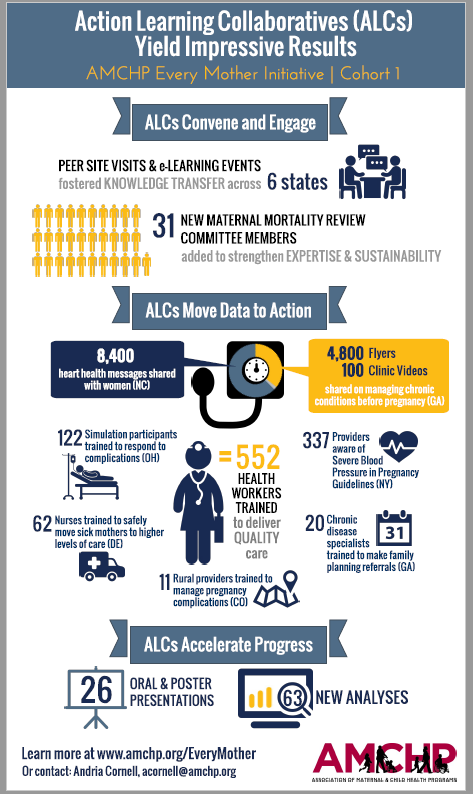 Action Learning Collaboratives (ALCs)
Yield Impressive Results
AMCHP Every Mother Initiative | Cohort 1
ALCs Convene and Engage
PEER SITE VISITS & e-LEARNING EVENTS
fostered KNOWLEDGE TRANSFER across 6 states
31 NEW MATERNAL MORTALITY REVIEW
COMMITTEE MEMBERS
added to strengthen EXPERTISE & SUSTAINABILITY
ALCs Move Data to Action
8,400
heart health messages shared
with women (NC)
4,800 Flyers
100 Clinic Videos
shared on managing chronic
conditions before pregnancy (GA)
122 Simulation participants
trained to respond to
complications (OH)
=552
HEALTH
WORKERS
TRAINED
to deliver
QUALITY
care
337 Providers
aware of
Severe Blood
Pressure in Pregnancy
Guidelines (NY)
62 Nurses trained to safely
move sick mothers to higher
levels of care (DE)
20 Chronic
disease
specialists
trained to make family
planning referrals (GA)
31
11 Rural providers trained to
manage pregnancy
complications (CO)
ALCs Accelerate Progress
26 ORAL & POSTER
PRESENTATIONS
63 NEW ANALYSES
Learn more at www.amchp.org/EveryMother
Or contact: Andria Cornell, acornell@amchp.org
AMCHP
ASSOCIATION OF MATERNAL & CHILD HEALTH PROGRAMS